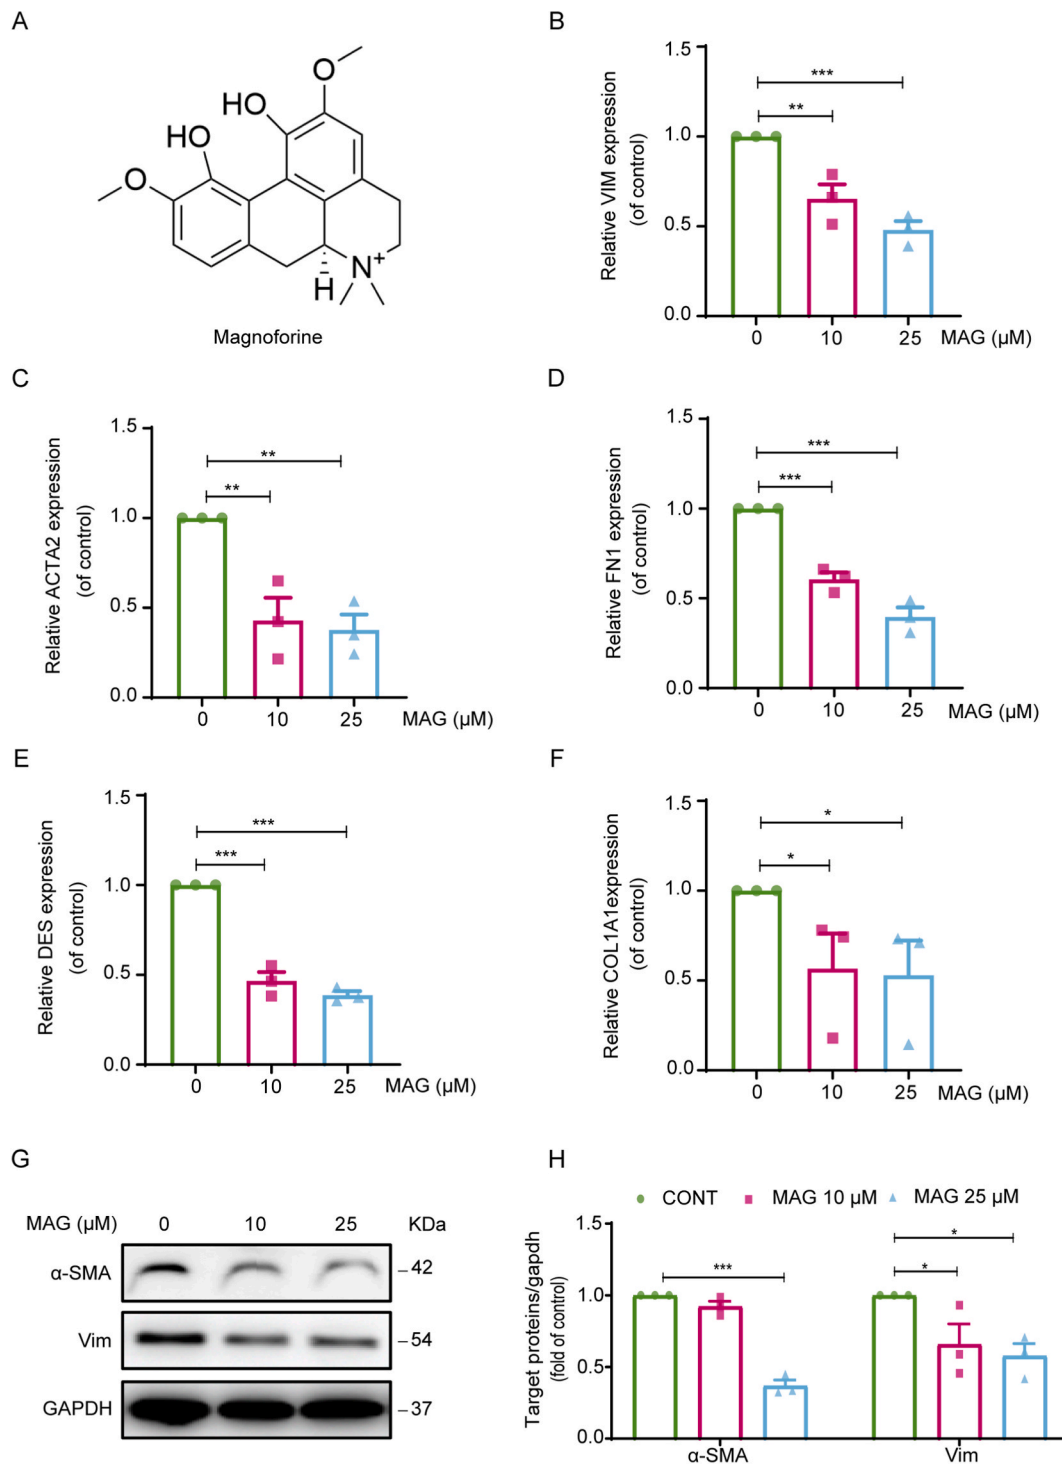 A
O
HO
HO
O
N+
H
Magnoforine
B
Relative VIM expression
(of control)
1.5
1.0
0.5
0.0
***
**
0 10 25 MAG (µM)
C
Relative ACTA2 expression
(of control)
1.5
1.0
0.5
0.0
**
**
0 10 25 MAG (µM)
D
Relative FN1 expression
(of control)
1.5
1.0
0.5
0.0
***
***
0 10 25 MAG (µM)
E
Relative DES expression
(of control)
1.5
1.0
0.5
0.0
***
***
0 10 25 MAG (µM)
F
Relative COL1A1expression
(of control)
1.5
1.0
0.5
0.0
*
*
0 10 25 MAG (µM)
G
MAG (µM) 0 10 25 KDa
α-SMA –42
Vim –54
GAPDH –37
H
CONT MAG 10 µM MAG 25 µM
Target proteins/gapdh
(fold of control)
1.5
1.0
0.5
0.0
***
*
*
α-SMA Vim